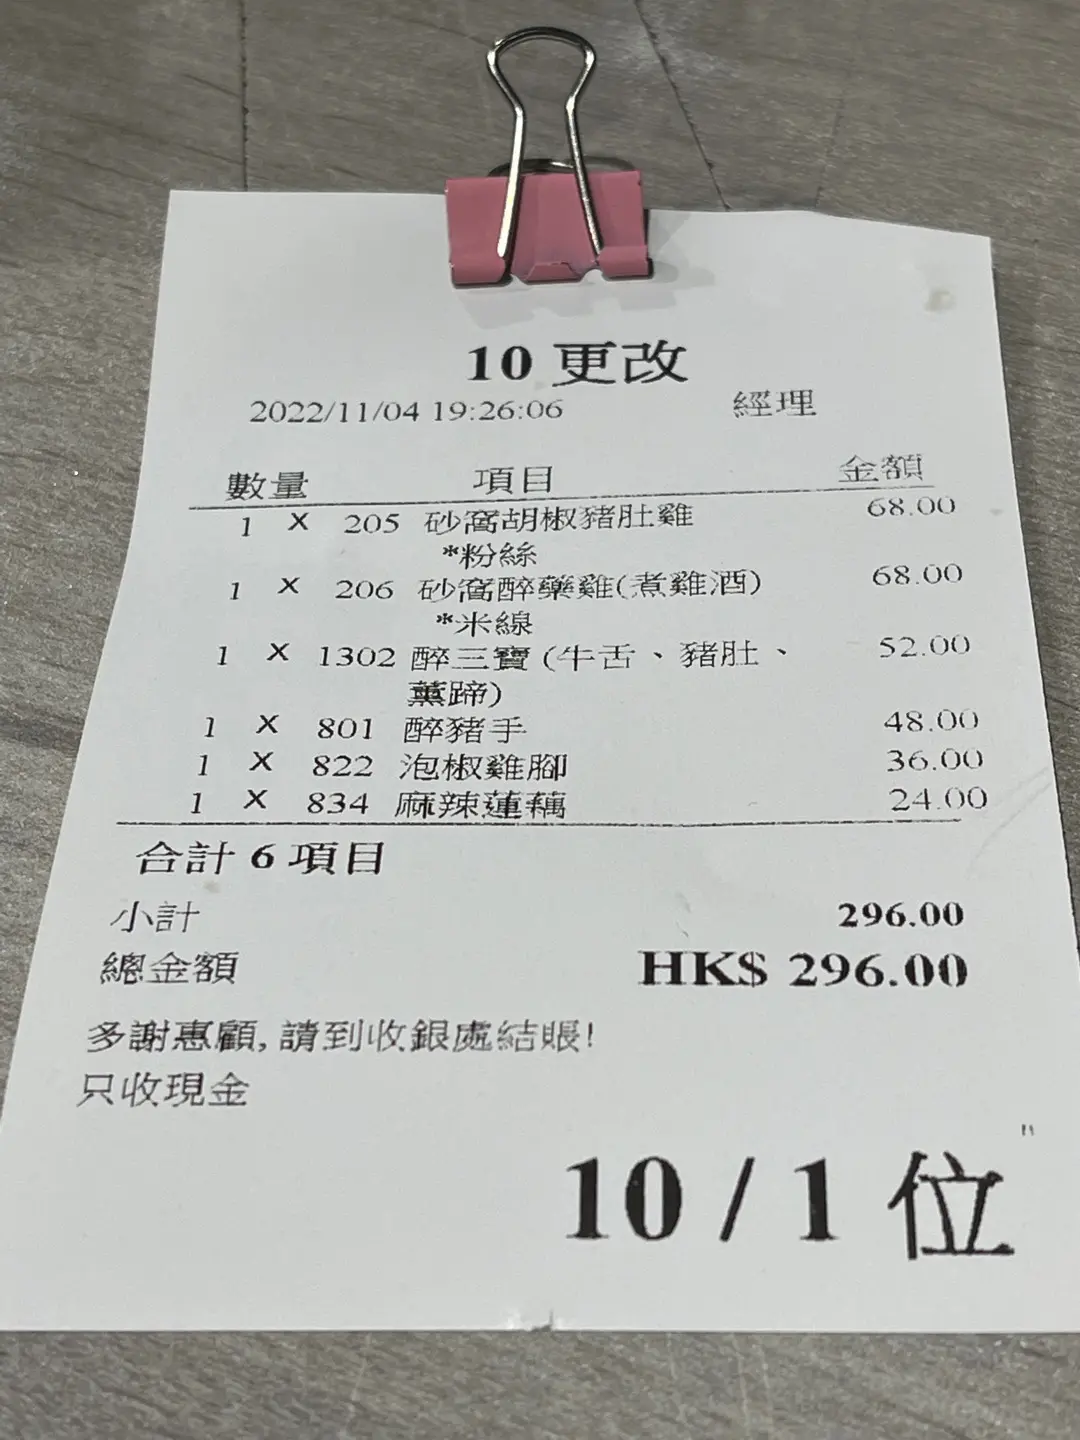 10 更改
2022/11/04 19:26:06 經理
數量 項目 金額
1 X 205 砂窩胡椒豬肚雞 68.00
*粉絲
1 X 206 砂窩醉藥雞(煮雞酒) 68.00
*米線
1 X 1302 醉三寶 (牛舌、豬肚、 52.00
薰蹄)
1 X 801 醉豬手 48.00
1 X 822 泡椒雞腳 36.00
1 X 834 麻辣蓮藕 24.00
合計 6 項目
小計 296.00
總金額 HK$ 296.00
多謝惠顧, 請到收銀處結賬!
只收現金
10 / 1 位